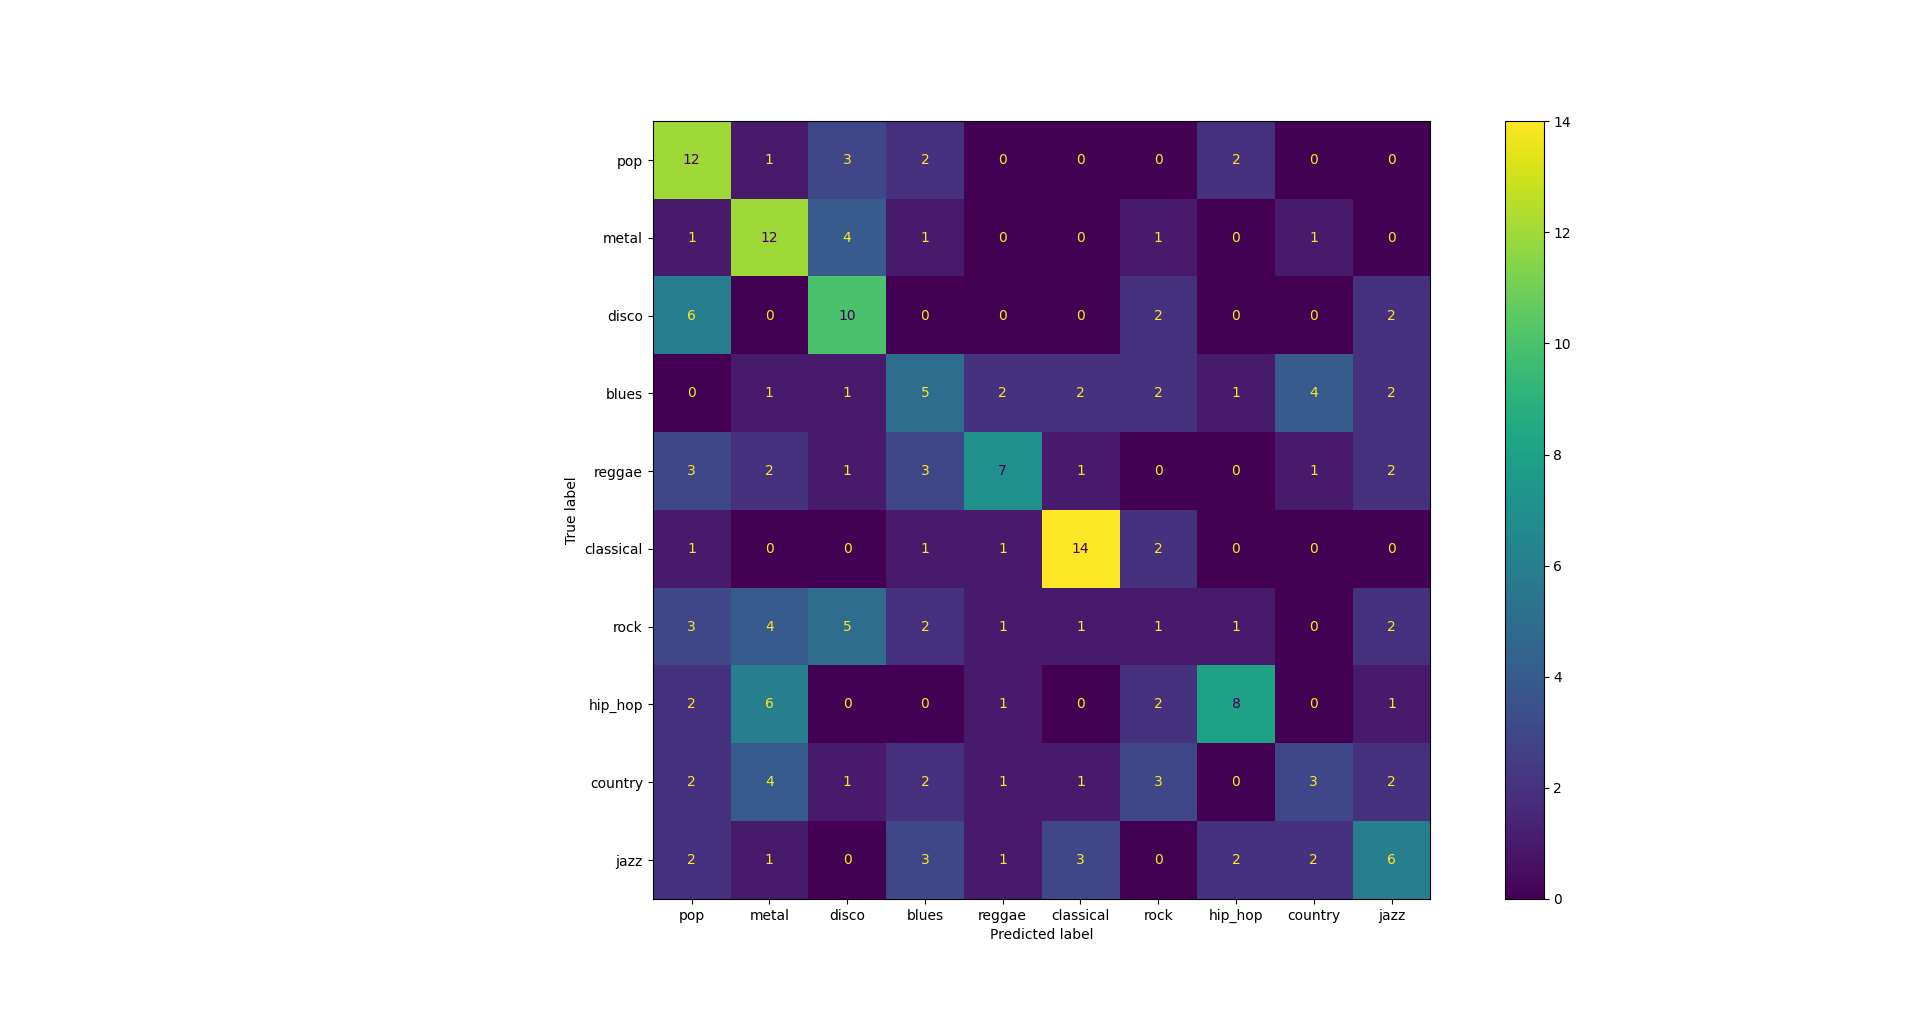 pop 12 1 3 2 0 0 0 2 0 0
metal 1 12 4 1 0 0 1 0 1 0
disco 6 0 10 0 0 0 2 0 0 2
blues 0 1 1 5 2 2 2 1 4 2
reggae 3 2 1 3 7 1 0 0 1 2
classical 1 0 0 1 1 14 2 0 0 0
rock 3 4 5 2 1 1 1 1 0 2
hip_hop 2 6 0 0 1 0 2 8 0 1
country 2 4 1 2 1 1 3 0 3 2
jazz 2 1 0 3 1 3 0 2 2 6
pop metal disco blues reggae classical rock hip_hop country jazz
Predicted label
True label
14
12
10
8
6
4
2
0